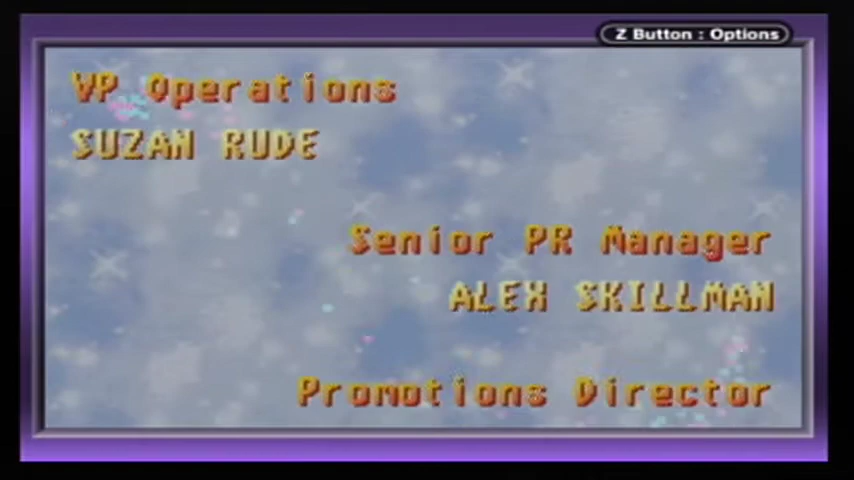 Z Button : Options
VP Operations
SUZAN RUDE
Senior PR Manager
ALEX SKILLMAN
Promotions Director